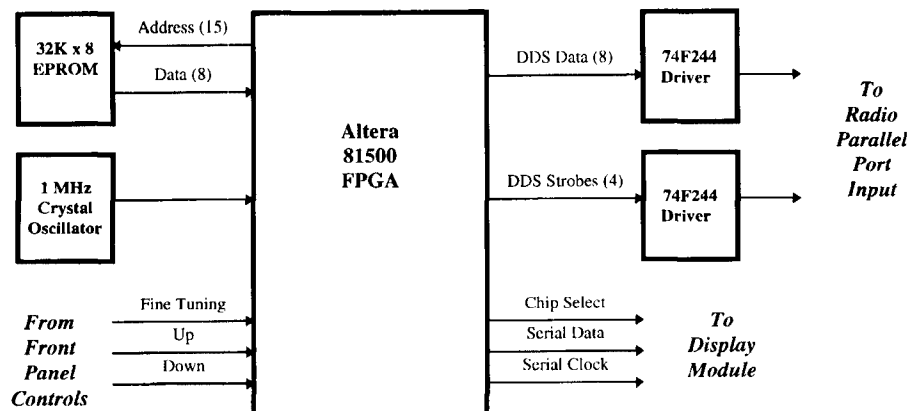 32K x 8
EPROM
Address (15)
Data (8)
1 MHz
Crystal
Oscillator
From
Front
Panel
Controls
Fine Tuning
Up
Down
Altera
81500
FPGA
DDS Data (8)
74F244
Driver
DDS Strobes (4)
74F244
Driver
To
Radio
Parallel
Port
Input
Chip Select
Serial Data
Serial Clock
To
Display
Module